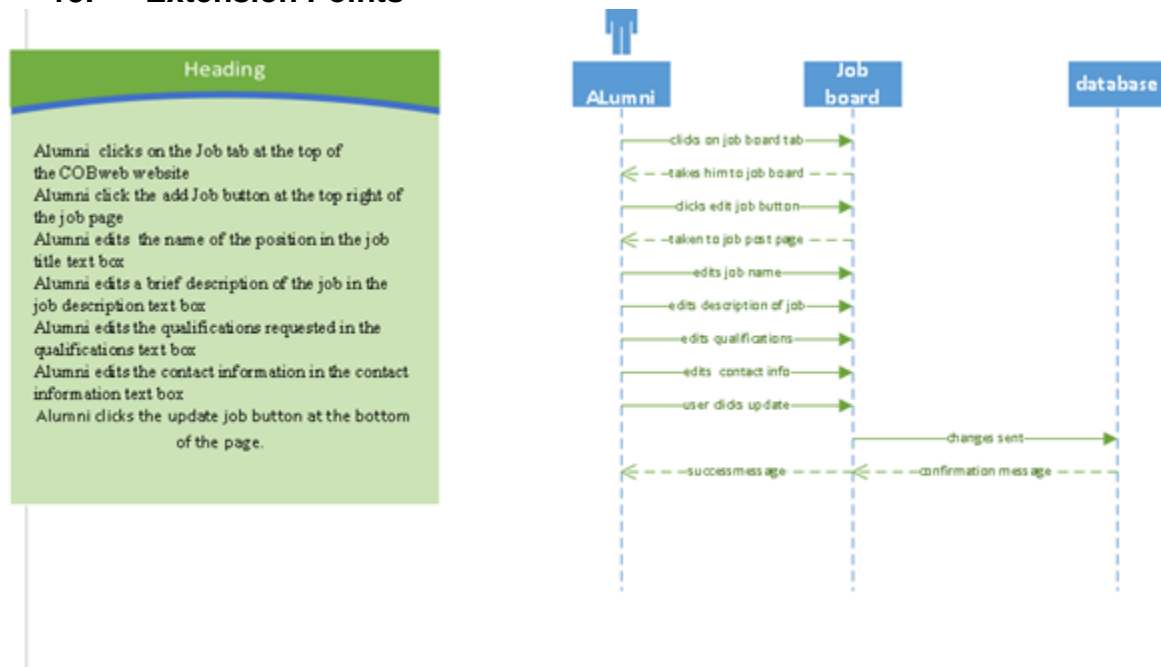 10. Extension Points
Heading
Alumni clicks on the Job tab at the top of
the COBweb website
Alumni click the add Job button at the top right of
the job page
Alumni edits the name of the position in the job
title text box
Alumni edits a brief description of the job in the
job description text box
Alumni edits the qualifications requested in the
qualifications text box
Alumni edits the contact information in the contact
information text box
Alumni clicks the update job button at the bottom
of the page.
ALumni
Job
board
database
clicks on job board tab
takes him to job board
clicks edit job button
taken to job post page
edits job name
edits description of job
edits qualifications
edits contact info
user clicks update
changes sent
successmessage
confirmation message